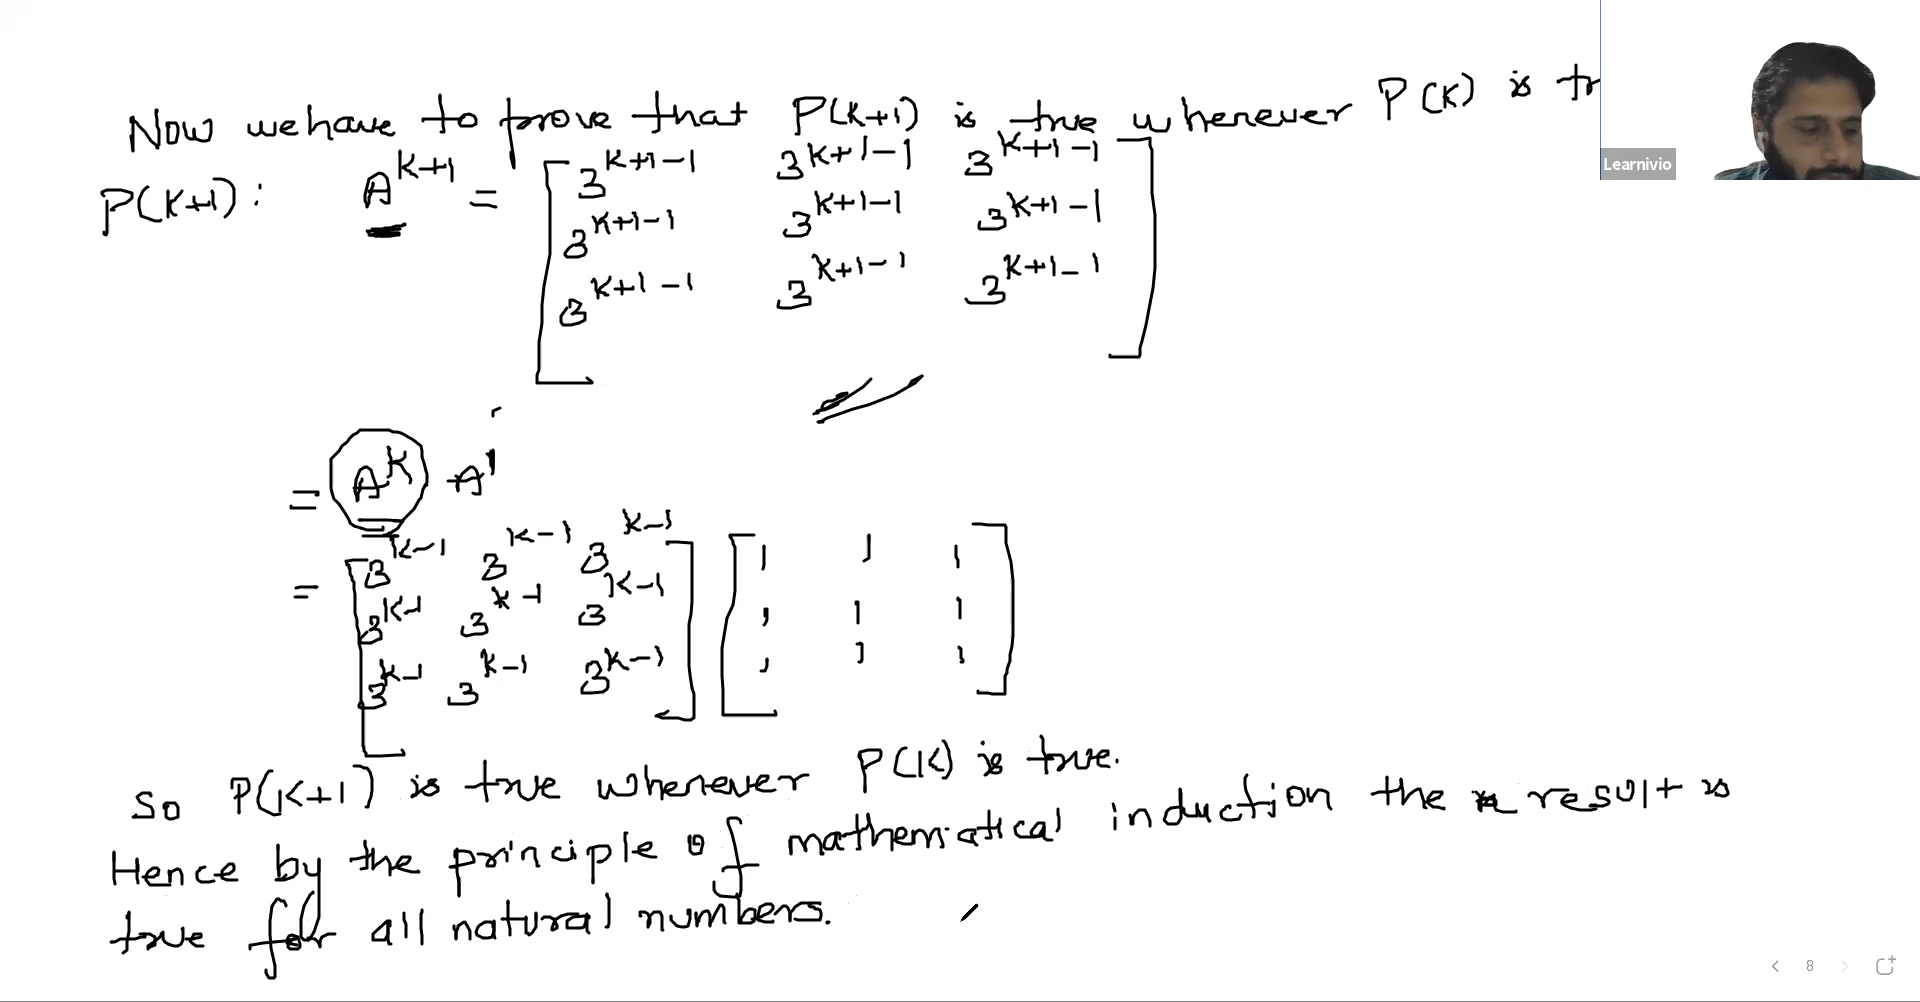 Now we have to prove that P(K+1) is true whenever P(K) is tr
Learnivio
P(K+1): A^K+1 = [ 3^K+1-1 3^K+1-1 3^K+1-1
3^K+1-1 3^K+1-1 3^K+1-1
3^K+1-1 3^K+1-1 3^K+1-1 ]
= A^K A^1
= [ 3^K-1 3^K-1 3^K-1 ] [ 1 1 1 ]
3^K-1 3^K-1 3^K-1 1 1 1
3^K-1 3^K-1 3^K-1 1 1 1
So P(K+1) is true whenever P(K) is true.
Hence by the principle of mathematical induction the result is
true for all natural numbers.
8